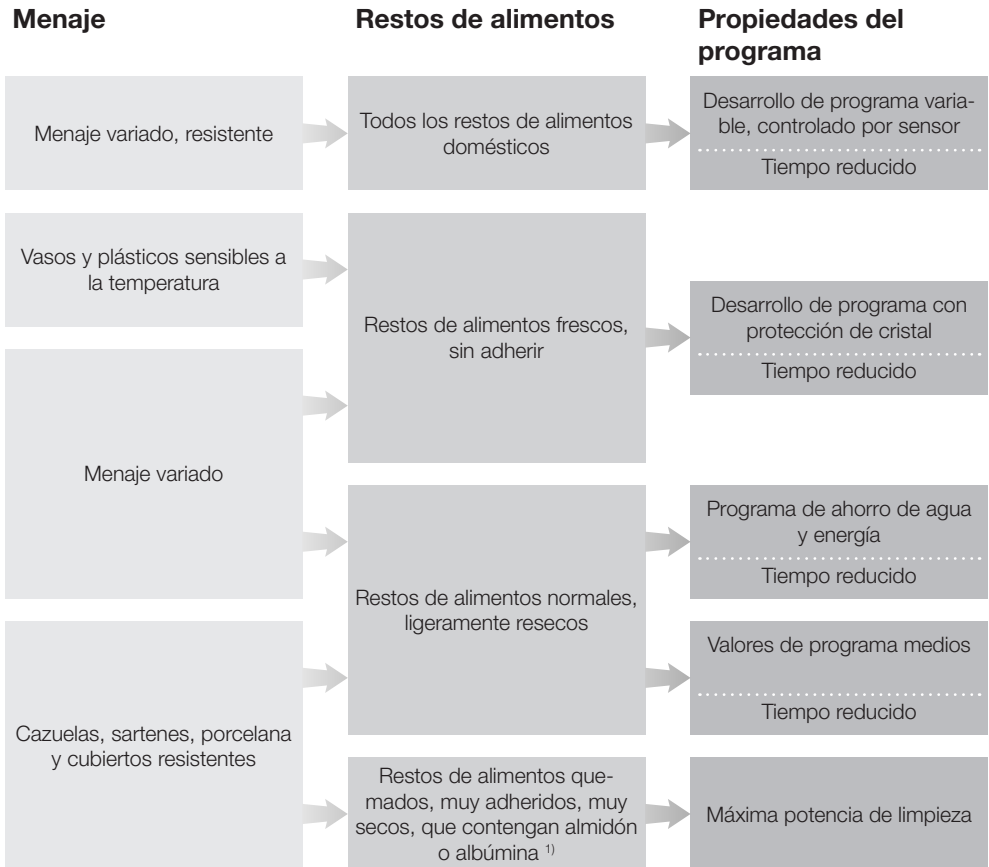 Menaje
Restos de alimentos
Propiedades del
programa
Menaje variado, resistente
Todos los restos de alimentos
domésticos
Desarrollo de programa varia-
ble, controlado por sensor
Tiempo reducido
Vasos y plásticos sensibles a
la temperatura
Restos de alimentos frescos,
sin adherir
Desarrollo de programa con
protección de cristal
Tiempo reducido
Menaje variado
Restos de alimentos normales,
ligeramente resecos
Programa de ahorro de agua
y energía
Tiempo reducido
Valores de programa medios
Tiempo reducido
Cazuelas, sartenes, porcelana
y cubiertos resistentes
Restos de alimentos que-
mados, muy adheridos, muy
secos, que contengan almidón
o albúmina 1)
Máxima potencia de limpieza